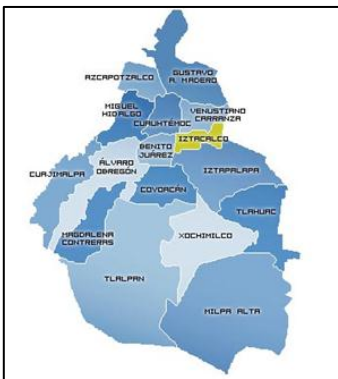 AZCAPOTZALCO
GUSTAVO
A. MADERO
MIGUEL
HIDALGO
CUAUHTEMOC
VENUSTIANO
CARRANZA
IZTACALCO
BENITO
JUÁREZ
ÁLVARO
OBREGÓN
CUAJIMALPA
IZTAPALAPA
COYOACÁN
TLAHUAC
MAGDALENA
CONTRERAS
XOCHIMILCO
TLALPAN
MILPA ALTA